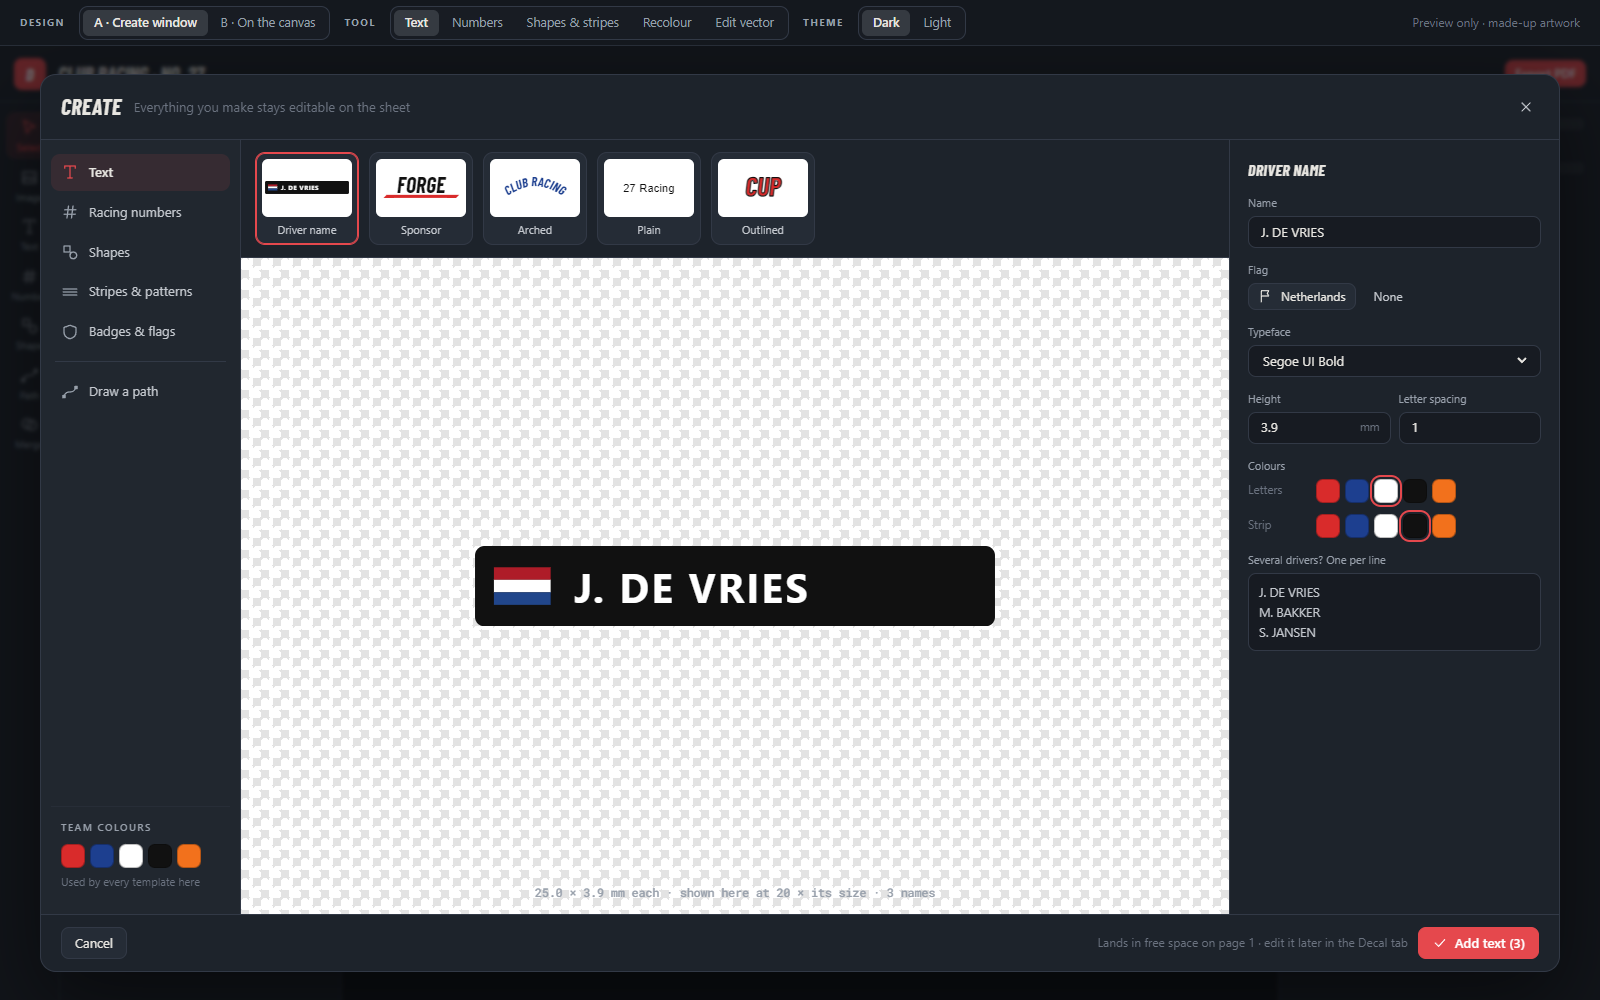 DESIGN A · Create window B · On the canvas TOOL Text Numbers Shapes & stripes Recolour Edit vector THEME Dark Light Preview only · made-up artwork
CREATE Everything you make stays editable on the sheet
Text
Racing numbers
Shapes
Stripes & patterns
Badges & flags
Draw a path
TEAM COLOURS
Used by every template here
J. DE VRIES
Driver name
FORGE
Sponsor
CLUB RACING
Arched
27 Racing
Plain
CUP
Outlined
J. DE VRIES
25.0 × 3.9 mm each · shown here at 20 × its size · 3 names
DRIVER NAME
Name
J. DE VRIES
Flag
Netherlands None
Typeface
Segoe UI Bold
Height Letter spacing
3.9 mm 1
Colours
Letters
Strip
Several drivers? One per line
J. DE VRIES
M. BAKKER
S. JANSEN
Cancel
Lands in free space on page 1 · edit it later in the Decal tab
Add text (3)